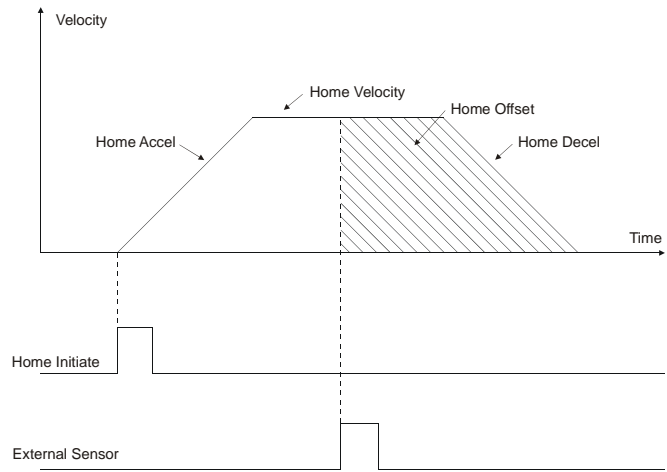 Velocity
Home Velocity
Home Offset
Home Accel
Home Decel
Time
Home Initiate
External Sensor